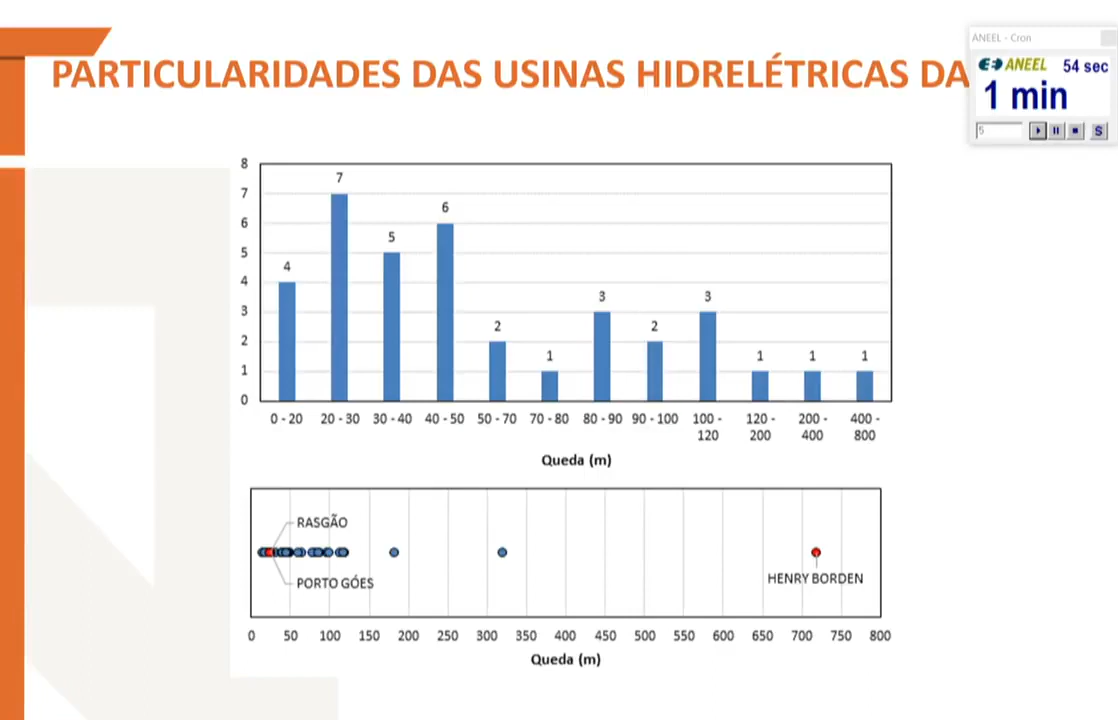 PARTICULARIDADES DAS USINAS HIDRELÉTRICAS DA
ANEEL - Cron
ANEEL 54 sec
1 min
5
S
8
7
6
5
4
3
2
1
0
4 7 5 6 2 1 3 2 3 1 1 1
0 - 20 20 - 30 30 - 40 40 - 50 50 - 70 70 - 80 80 - 90 90 - 100 100 - 120 - 200 - 400 -
120 200 400 800
Queda (m)
RASGÃO
PORTO GÓES
HENRY BORDEN
0 50 100 150 200 250 300 350 400 450 500 550 600 650 700 750 800
Queda (m)